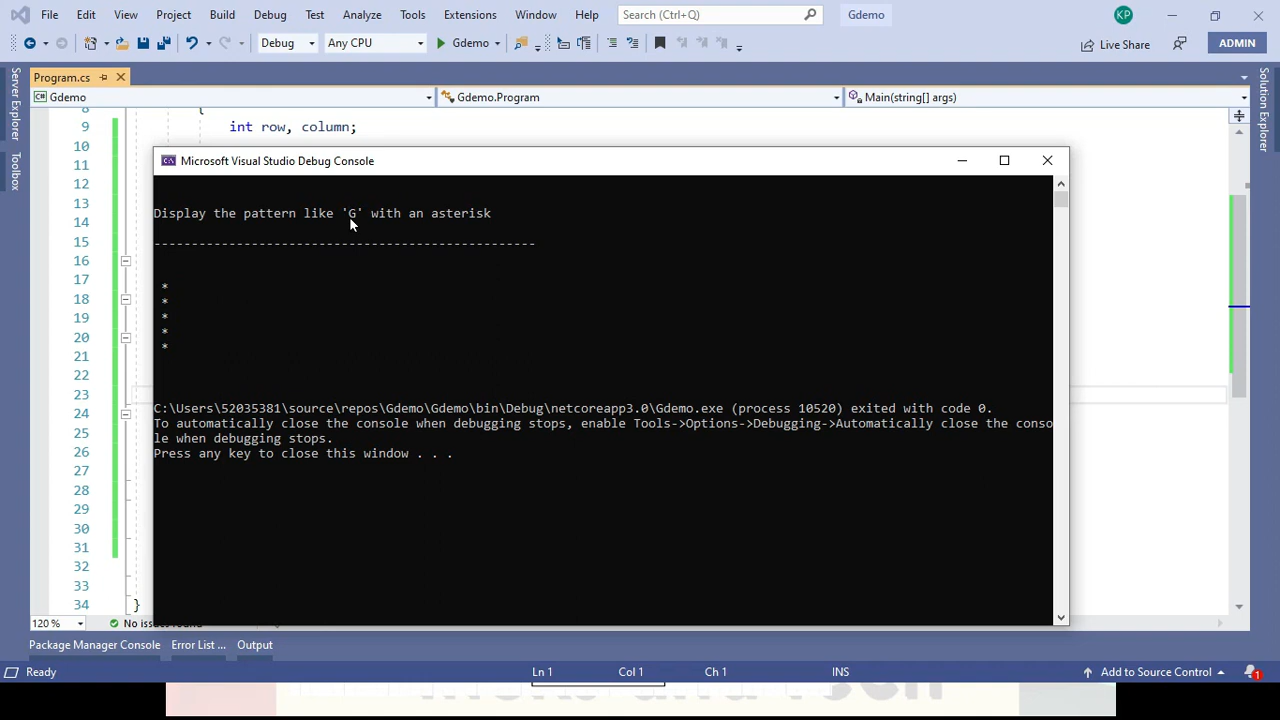 File Edit View Project Build Debug Test Analyze Tools Extensions Window Help Search (Ctrl+Q) Gdemo KP
Debug Any CPU Gdemo Live Share ADMIN
Server Explorer
Toolbox
Solution Explorer
Program.cs
C# Gdemo Gdemo.Program Main(string[] args)
8 {
9 int row, column;
10
11
12
13
14
15
16
17
18
19
20
21
22
23
24
25
26
27
28
29
30
31
32
33
34 }
Microsoft Visual Studio Debug Console
Display the pattern like 'G' with an asterisk
---------------------------------------------------
*
*
*
*
*
C:\Users\52035381\source\repos\Gdemo\Gdemo\bin\Debug\netcoreapp3.0\Gdemo.exe (process 10520) exited with code 0.
To automatically close the console when debugging stops, enable Tools->Options->Debugging->Automatically close the conso
le when debugging stops.
Press any key to close this window . . .
120 % No issues found
Package Manager Console Error List ... Output
Ready Ln 1 Col 1 Ch 1 INS Add to Source Control 1